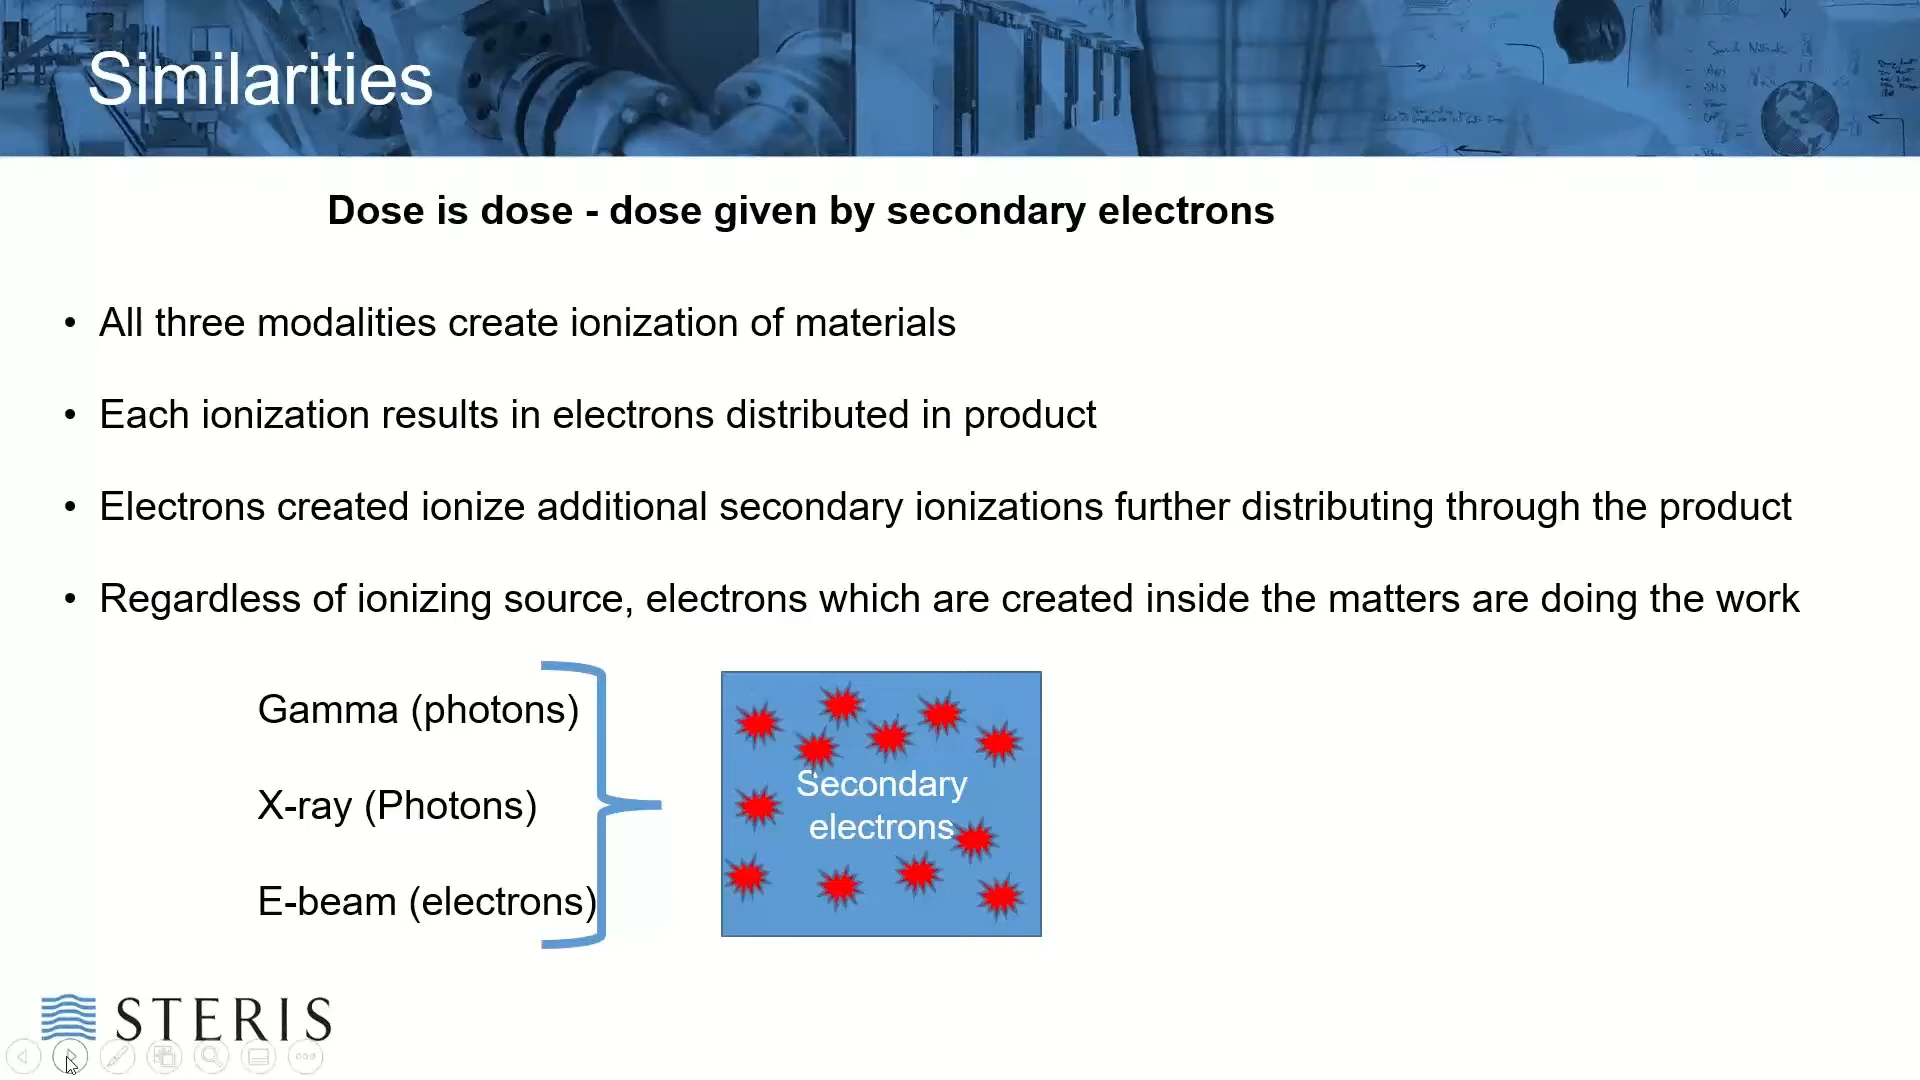 Similarities
Dose is dose - dose given by secondary electrons
• All three modalities create ionization of materials
• Each ionization results in electrons distributed in product
• Electrons created ionize additional secondary ionizations further distributing through the product
• Regardless of ionizing source, electrons which are created inside the matters are doing the work
Gamma (photons)
X-ray (Photons)
E-beam (electrons)
Secondary
electrons
STERIS